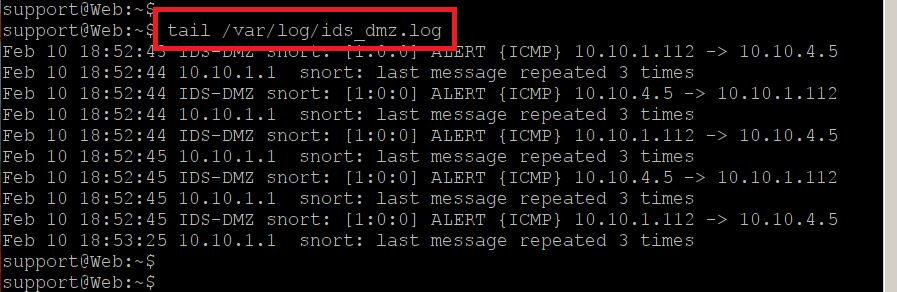 support@Web:~$
support@Web:~$ tail /var/log/ids_dmz.log
Feb 10 18:52:43 IDS-DMZ snort: [1:0:0] ALERT {ICMP} 10.10.1.112 -> 10.10.4.5
Feb 10 18:52:44 10.10.1.1  snort: last message repeated 3 times
Feb 10 18:52:44 IDS-DMZ snort: [1:0:0] ALERT {ICMP} 10.10.4.5 -> 10.10.1.112
Feb 10 18:52:44 10.10.1.1  snort: last message repeated 3 times
Feb 10 18:52:44 IDS-DMZ snort: [1:0:0] ALERT {ICMP} 10.10.1.112 -> 10.10.4.5
Feb 10 18:52:45 10.10.1.1  snort: last message repeated 3 times
Feb 10 18:52:45 IDS-DMZ snort: [1:0:0] ALERT {ICMP} 10.10.4.5 -> 10.10.1.112
Feb 10 18:52:45 10.10.1.1  snort: last message repeated 3 times
Feb 10 18:52:45 IDS-DMZ snort: [1:0:0] ALERT {ICMP} 10.10.1.112 -> 10.10.4.5
Feb 10 18:53:25 10.10.1.1  snort: last message repeated 3 times
support@Web:~$
support@Web:~$